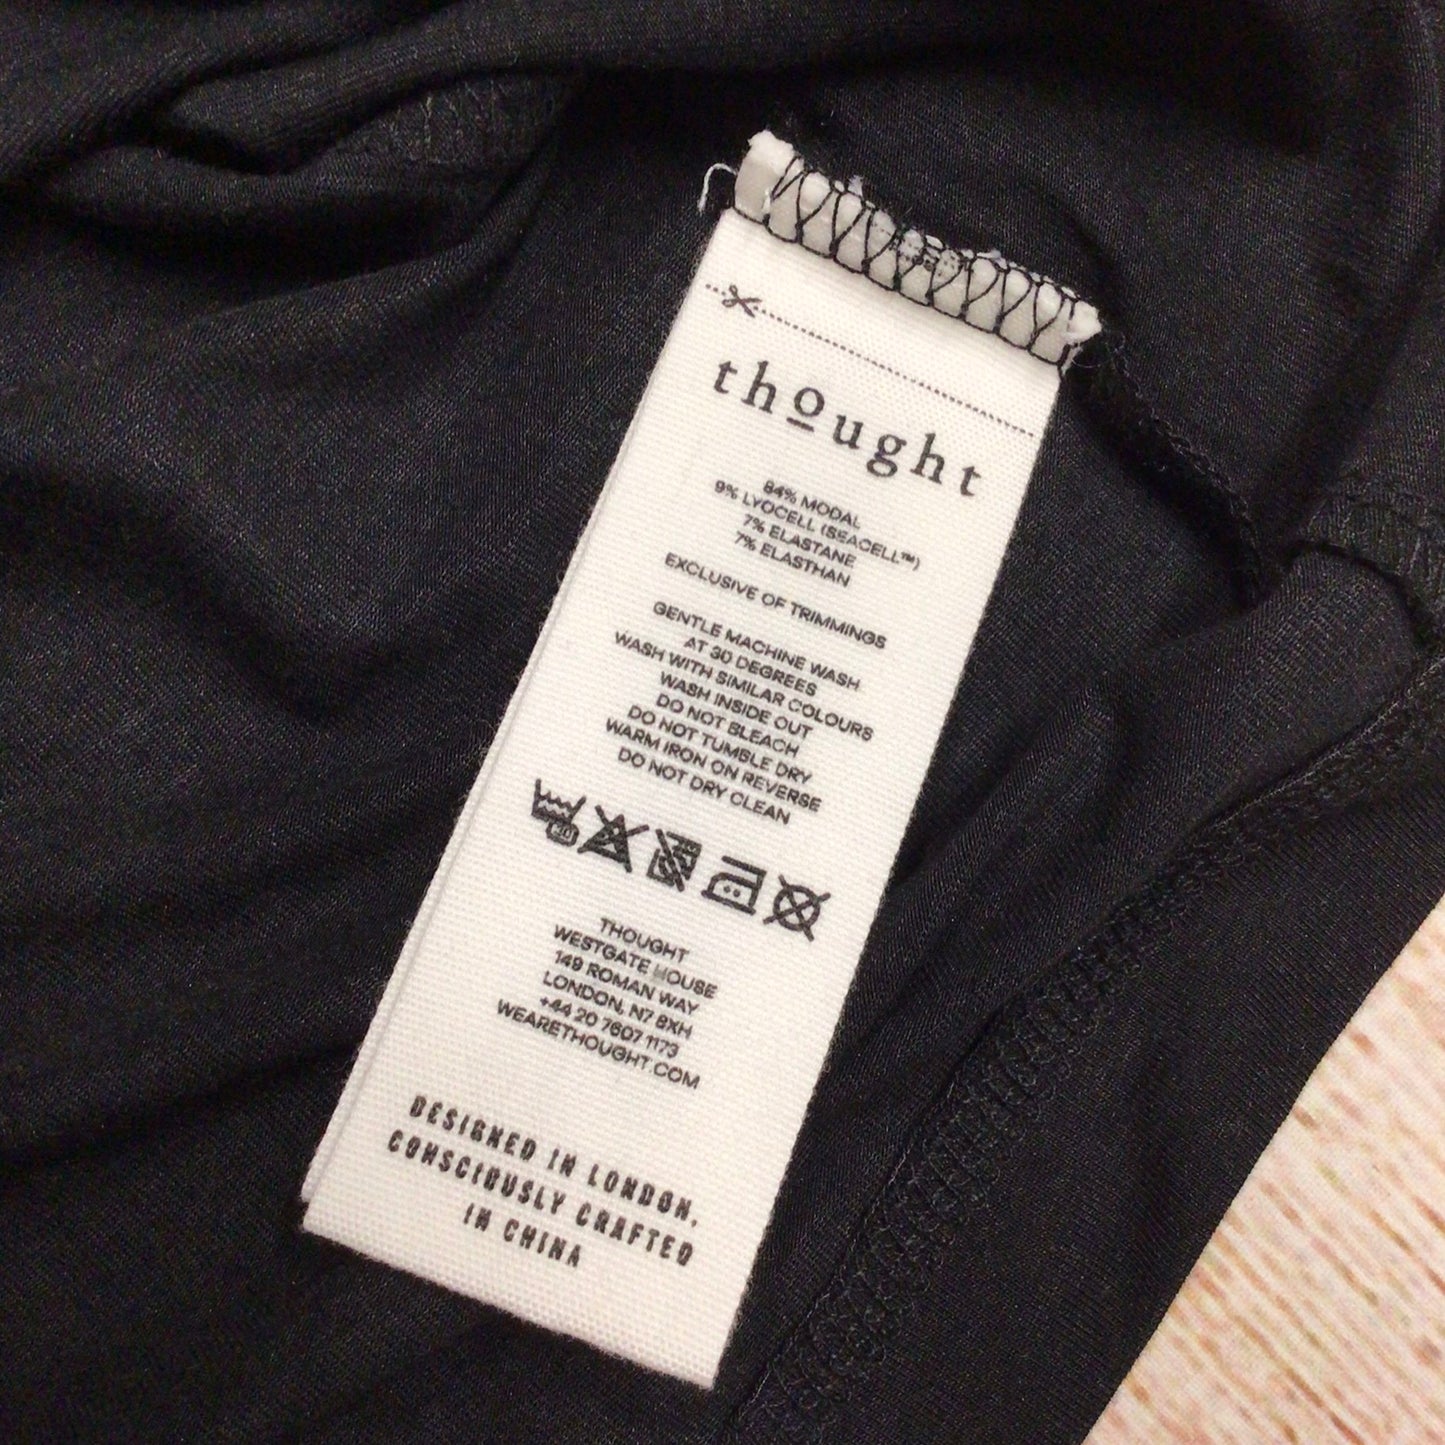 thought
84% MODAL
9% LYOCELL (SEACELL™)
7% ELASTANE
7% ELASTHAN
EXCLUSIVE OF TRIMMINGS
GENTLE MACHINE WASH
AT 30 DEGREES
WASH WITH SIMILAR COLOURS
WASH INSIDE OUT
DO NOT BLEACH
DO NOT TUMBLE DRY
WARM IRON ON REVERSE
DO NOT DRY CLEAN
30
THOUGHT
WESTGATE HOUSE
149 ROMAN WAY
LONDON, N7 8XH
+44 20 7607 1173
WEARETHOUGHT.COM
DESIGNED IN LONDON.
CONSCIOUSLY CRAFTED
IN CHINA